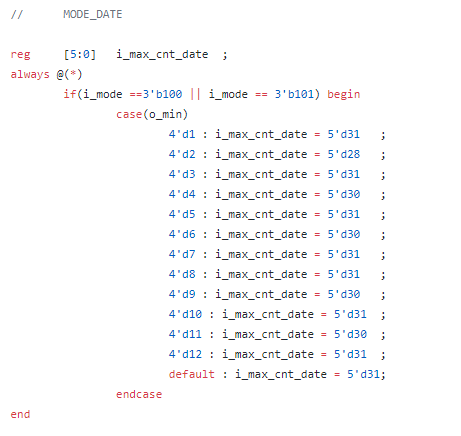 //      MODE_DATE
reg     [5:0]   i_max_cnt_date  ;
always @(*)
        if(i_mode ==3'b100 || i_mode == 3'b101) begin
                case(o_min)
                        4'd1 : i_max_cnt_date = 5'd31   ;
                        4'd2 : i_max_cnt_date = 5'd28   ;
                        4'd3 : i_max_cnt_date = 5'd31   ;
                        4'd4 : i_max_cnt_date = 5'd30   ;
                        4'd5 : i_max_cnt_date = 5'd31   ;
                        4'd6 : i_max_cnt_date = 5'd30   ;
                        4'd7 : i_max_cnt_date = 5'd31   ;
                        4'd8 : i_max_cnt_date = 5'd31   ;
                        4'd9 : i_max_cnt_date = 5'd30   ;
                        4'd10 : i_max_cnt_date = 5'd31  ;
                        4'd11 : i_max_cnt_date = 5'd30  ;
                        4'd12 : i_max_cnt_date = 5'd31  ;
                        default : i_max_cnt_date = 5'd31;
                endcase
end